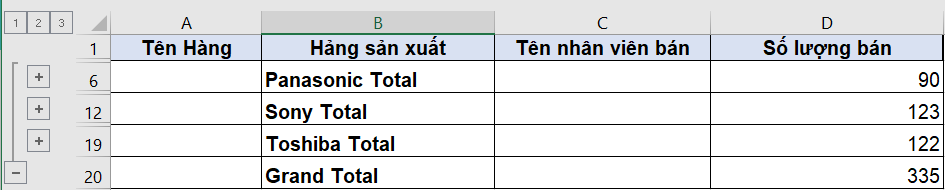 1 2 3 A B C D
1 Tên Hàng Hảng sản xuất Tên nhân viên bán Số lượng bán
6 Panasonic Total 90
12 Sony Total 123
19 Toshiba Total 122
20 Grand Total 335